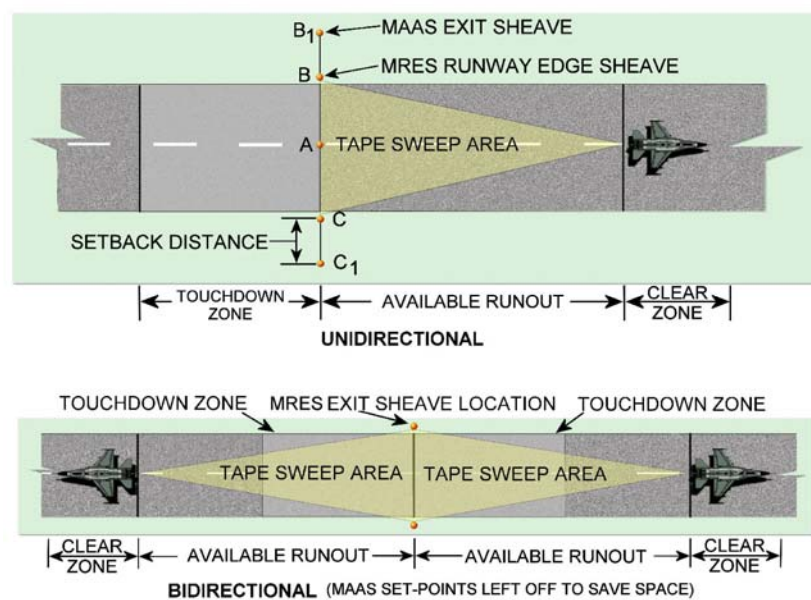 B1
MAAS EXIT SHEAVE
B
MRES RUNWAY EDGE SHEAVE
A
TAPE SWEEP AREA
C
SETBACK DISTANCE
C1
TOUCHDOWN
ZONE
AVAILABLE RUNOUT
CLEAR
ZONE
UNIDIRECTIONAL
TOUCHDOWN ZONE
MRES EXIT SHEAVE LOCATION
TOUCHDOWN ZONE
TAPE SWEEP AREA
TAPE SWEEP AREA
CLEAR
ZONE
AVAILABLE RUNOUT
AVAILABLE RUNOUT
CLEAR
ZONE
BIDIRECTIONAL (MAAS SET-POINTS LEFT OFF TO SAVE SPACE)